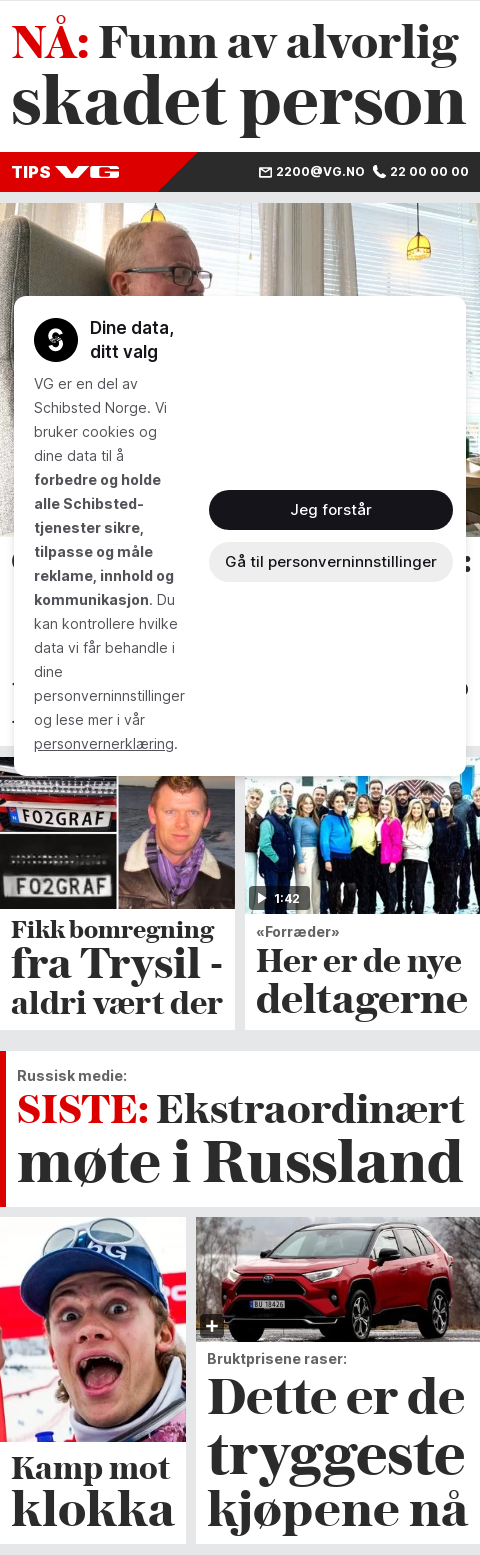 NÅ: Funn av alvorlig
skadet person
TIPS VG
2200@VG.NO 22 00 00 00
Dine data,
ditt valg
VG er en del av
Schibsted Norge. Vi
bruker cookies og
dine data til å
forbedre og holde
alle Schibsted-
tjenester sikre,
tilpasse og måle
reklame, innhold og
kommunikasjon. Du
kan kontrollere hvilke
data vi får behandle i
dine
personverninnstillinger
og lese mer i vår
personvernerklæring.
Jeg forstår
Gå til personverninnstillinger
FO2GRAF
FO2GRAF
1:42
Fikk bomregning
fra Trysil -
aldri vært der
«Forræder»
Her er de nye
deltagerne
Russisk medie:
SISTE: Ekstraordinært
møte i Russland
BU 18426
Bruktprisene raser:
Dette er de
tryggeste
kjøpene nå
Kamp mot
klokka